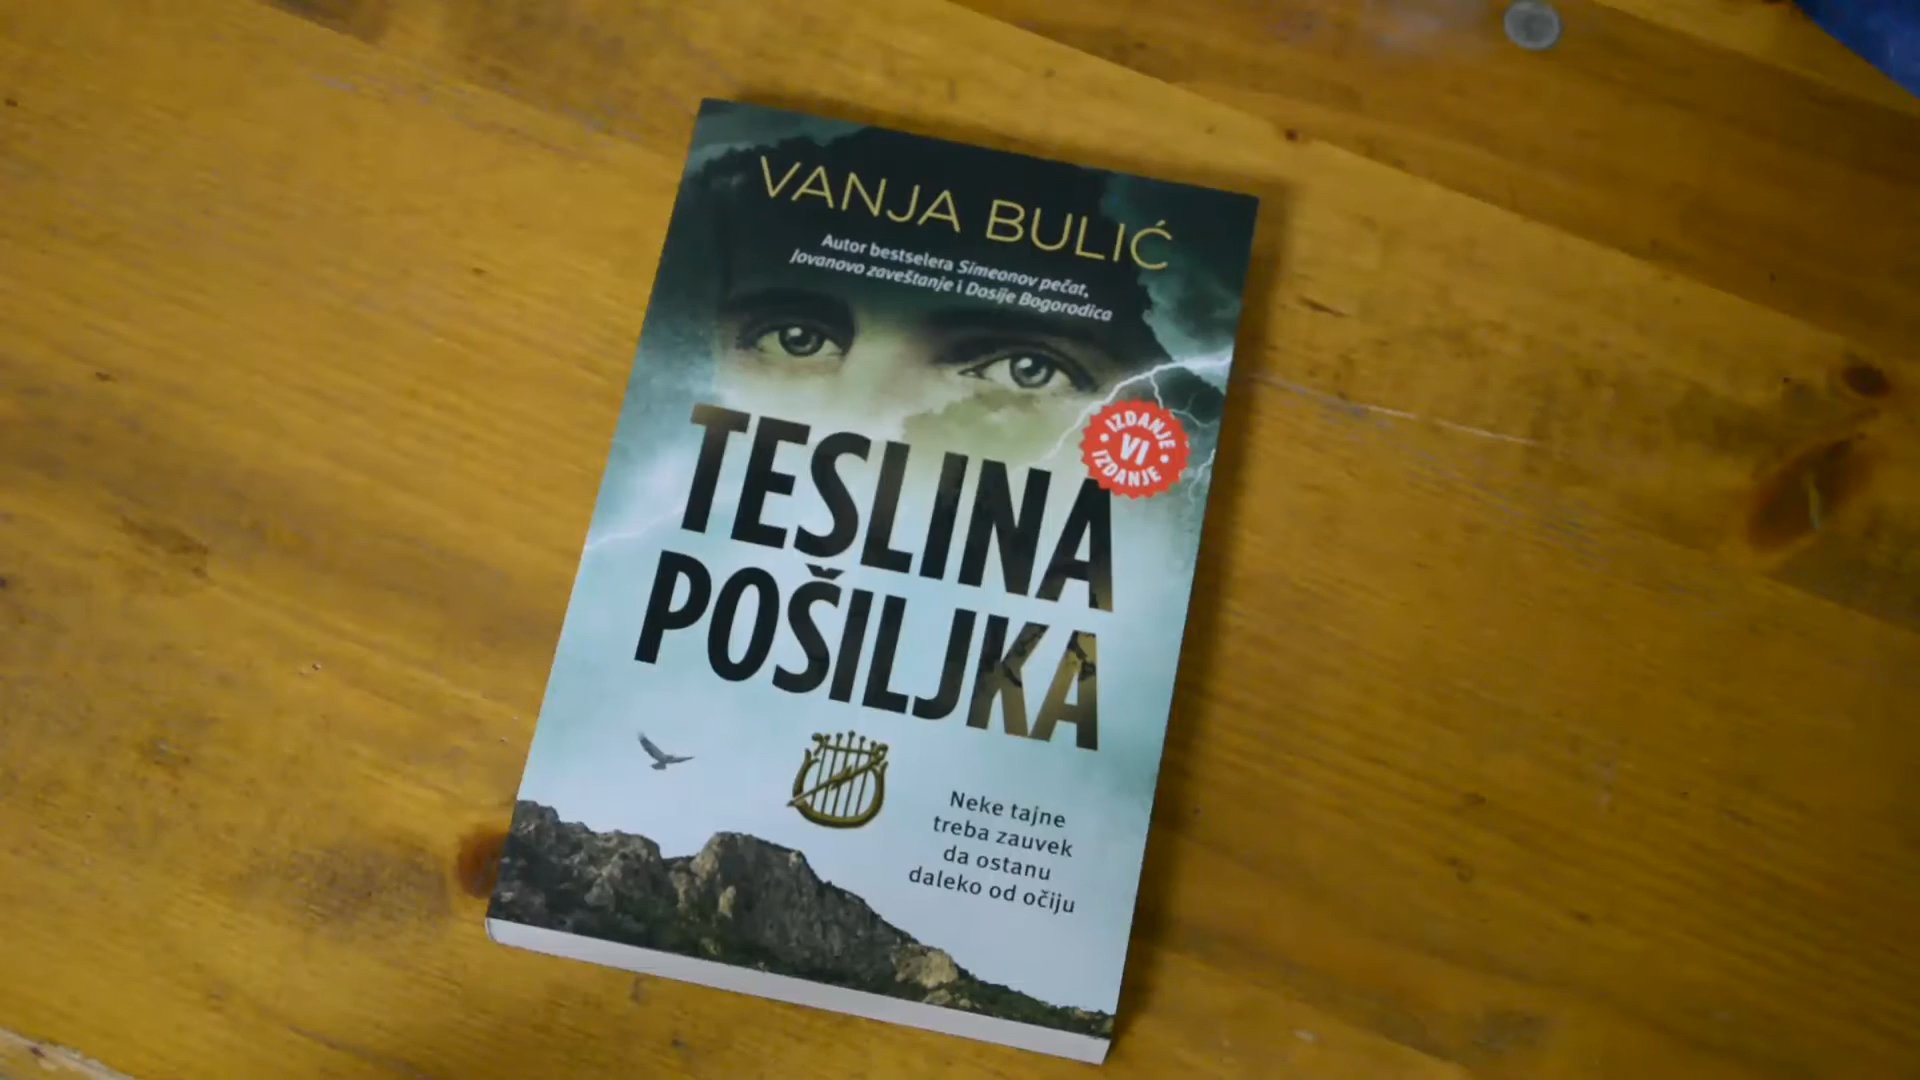 VANJA BULIĆ
Autor bestselera Simeonov pečat,
Jovanovo zaveštanje i Dosije Bogorodica
IZDANJE
VI
IZDANJE
TESLINA
POŠILJKA
Neke tajne
treba zauvek
da ostanu
daleko od očiju